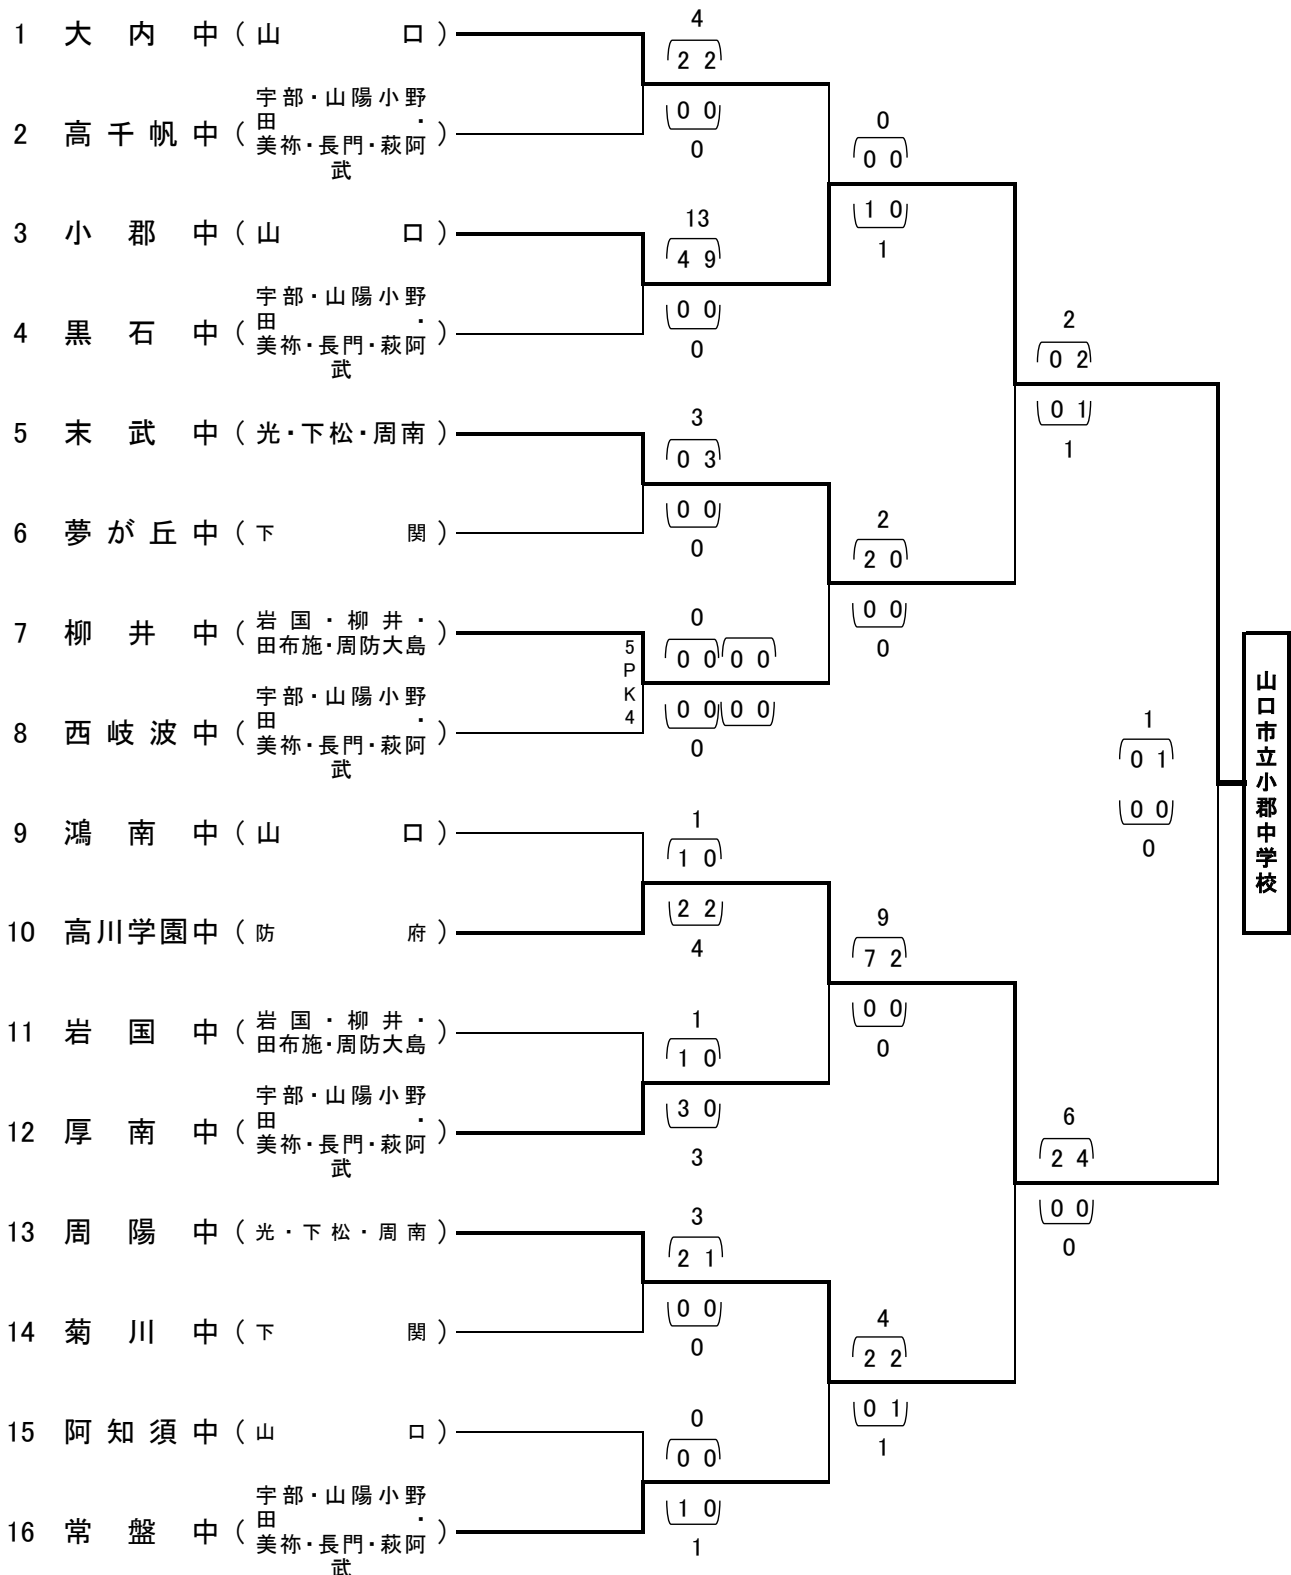 1 大内中(山口)
4
2 2
0 0
0
2 高千帆中(宇部・山陽小野
田・
美祢・長門・萩阿
武)
0
0 0
1 0
1
3 小郡中(山口)
13
4 9
0 0
0
4 黒石中(宇部・山陽小野
田・
美祢・長門・萩阿
武)
2
0 2
0 1
1
5 末武中(光・下松・周南)
3
0 3
0 0
0
6 夢が丘中(下関)
2
2 0
0 0
0
7 柳井中(岩国・柳井・
田布施・周防大島)
0
0 0 0 0
5PK4
0 0 0 0
0
8 西岐波中(宇部・山陽小野
田・
美祢・長門・萩阿
武)
1
0 1
0 0
0
山口市立小郡中学校
9 鴻南中(山口)
1
1 0
2 2
4
10 高川学園中(防府)
9
7 2
0 0
0
11 岩国中(岩国・柳井・
田布施・周防大島)
1
1 0
3 0
3
12 厚南中(宇部・山陽小野
田・
美祢・長門・萩阿
武)
6
2 4
0 0
0
13 周陽中(光・下松・周南)
3
2 1
0 0
0
14 菊川中(下関)
4
2 2
0 1
1
15 阿知須中(山口)
0
0 0
1 0
1
16 常盤中(宇部・山陽小野
田・
美祢・長門・萩阿
武)